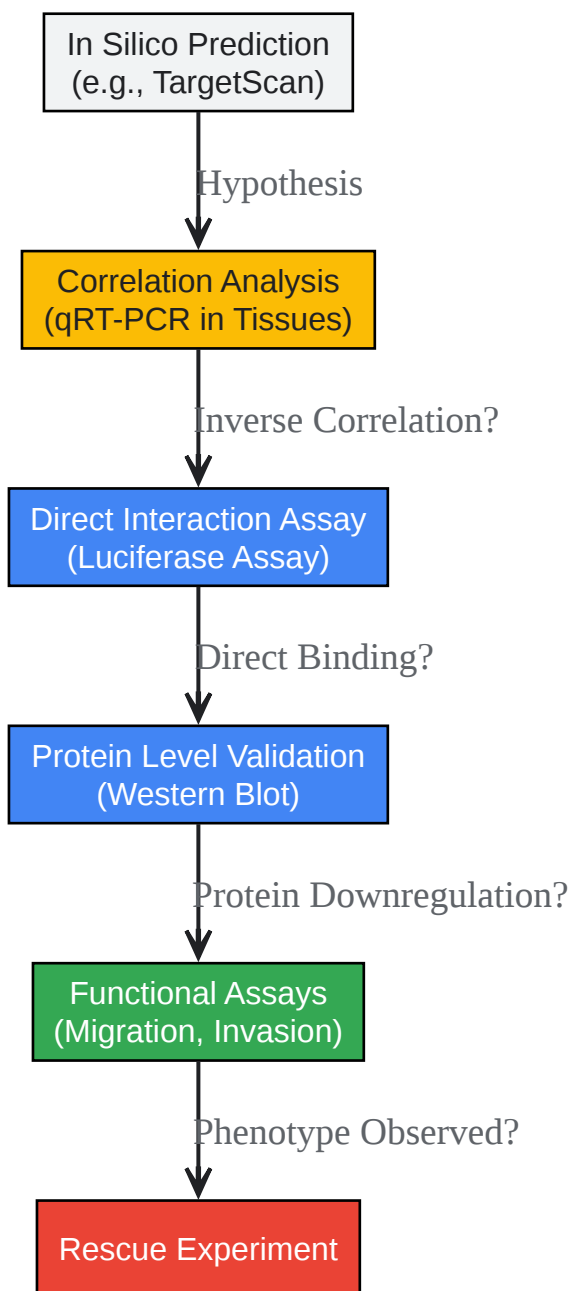 In Silico Prediction
(e.g., TargetScan)
Hypothesis
Correlation Analysis
(qRT-PCR in Tissues)
Inverse Correlation?
Direct Interaction Assay
(Luciferase Assay)
Direct Binding?
Protein Level Validation
(Western Blot)
Protein Downregulation?
Functional Assays
(Migration, Invasion)
Phenotype Observed?
Rescue Experiment